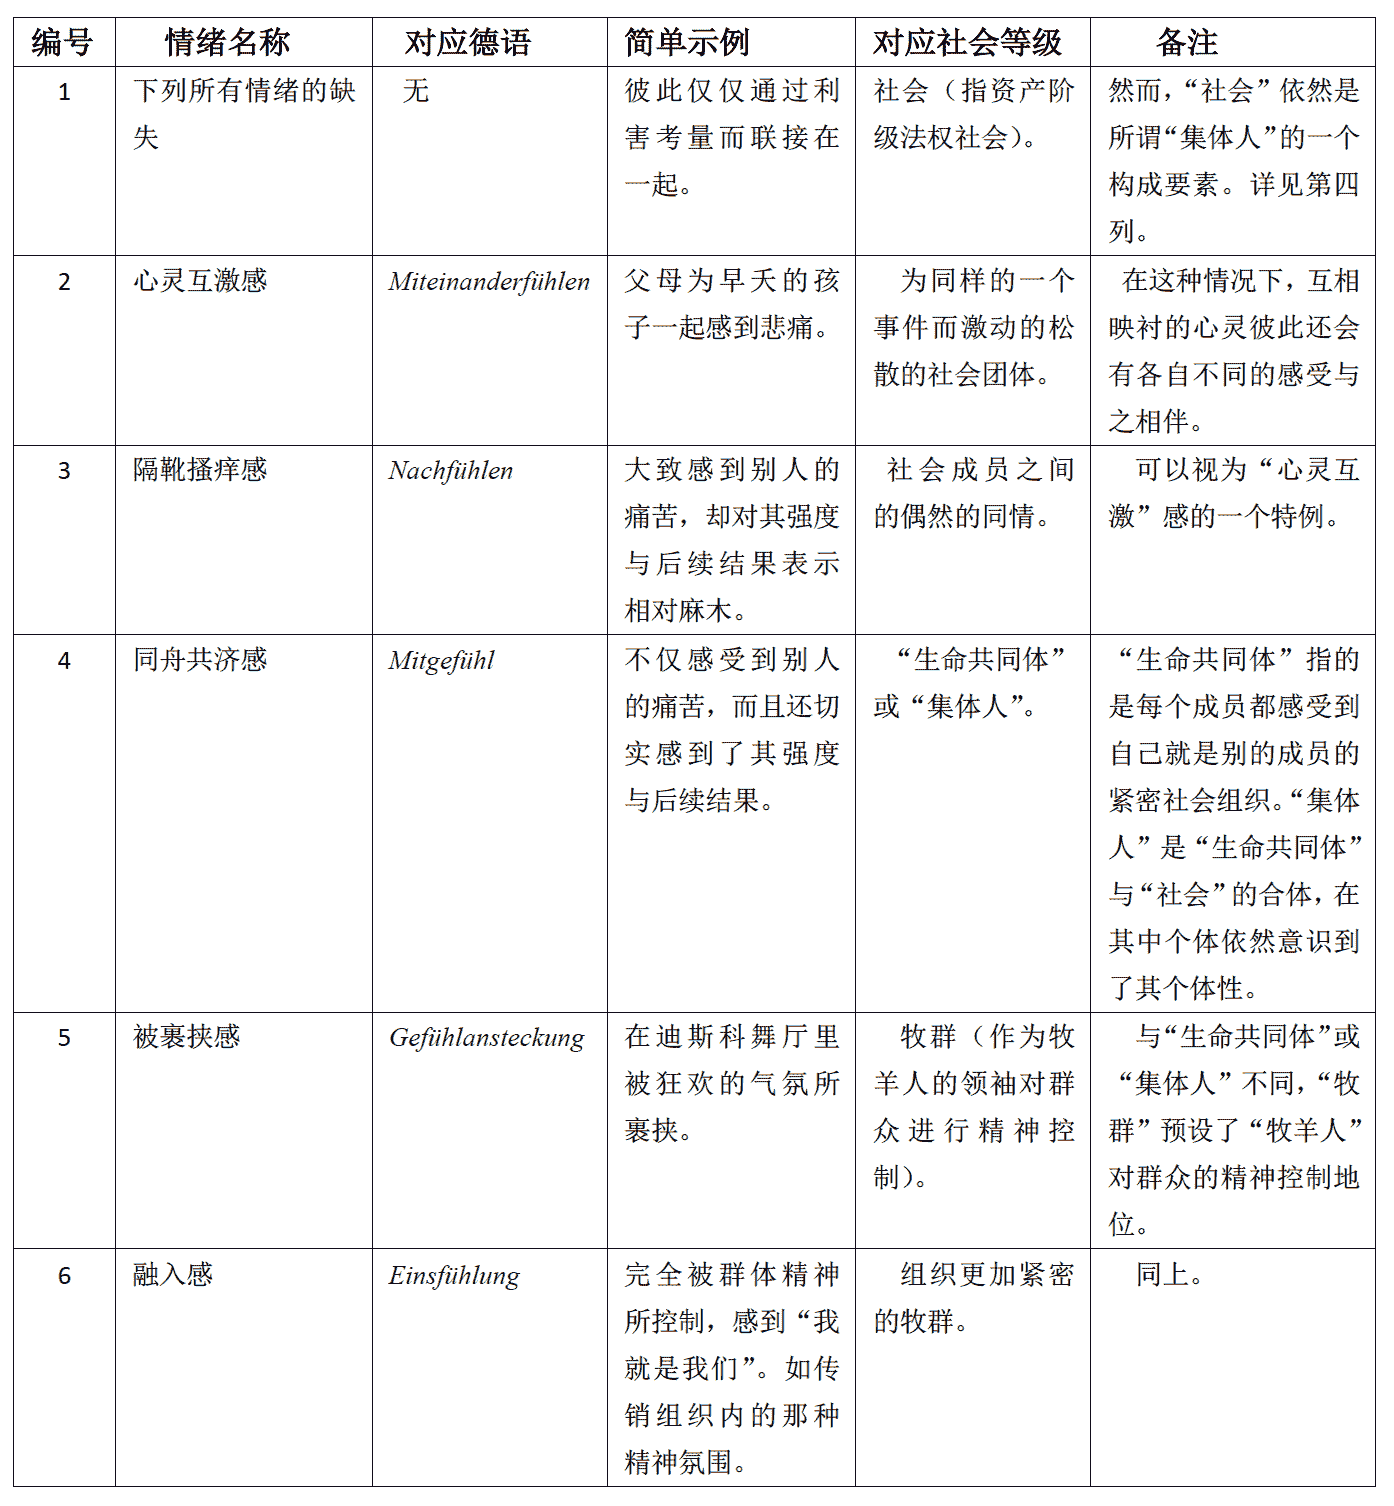 编号 情绪名称 对应德语 简单示例 对应社会等级 备注
1
下列所有情绪的缺
失
无
彼此仅仅通过利
害考量而联接在
一起。
社会（指资产阶
级法权社会）。
然而，“社会”依然是
所谓“集体人”的一个
构成要素。详见第四
列。
2
心灵互激感
Miteinanderfühlen
父母为早夭的孩
子一起感到悲痛。
为同样的一个
事件而激动的松
散的社会团体。
在这种情况下，互相
映衬的心灵彼此还会
有各自不同的感受与
之相伴。
3
隔靴搔痒感
Nachfühlen
大致感到别人的
痛苦，却对其强度
与后续结果表示
相对麻木。
社会成员之间
的偶然的同情。
可以视为“心灵互
激”感的一个特例。
4
同舟共济感
Mitgefühl
不仅感受到别人
的痛苦，而且还切
实感到了其强度
与后续结果。
“生命共同体”
或“集体人”。
“生命共同体”指的
是每个成员都感受到
自己就是别的成员的
紧密社会组织。“集体
人”是“生命共同体”
与“社会”的合体，在
其中个体依然意识到
了其个体性。
5
被裹挟感
Gefühlansteckung
在迪斯科舞厅里
被狂欢的气氛所
裹挟。
牧群（作为牧
羊人的领袖对群
众进行精神控
制）。
与“生命共同体”或
“集体人”不同，“牧
群”预设了“牧羊人”
对群众的精神控制地
位。
6
融入感
Einsfühlung
完全被群体精神
所控制，感到“我
就是我们”。如传
销组织内的那种
精神氛围。
组织更加紧密
的牧群。
同上。